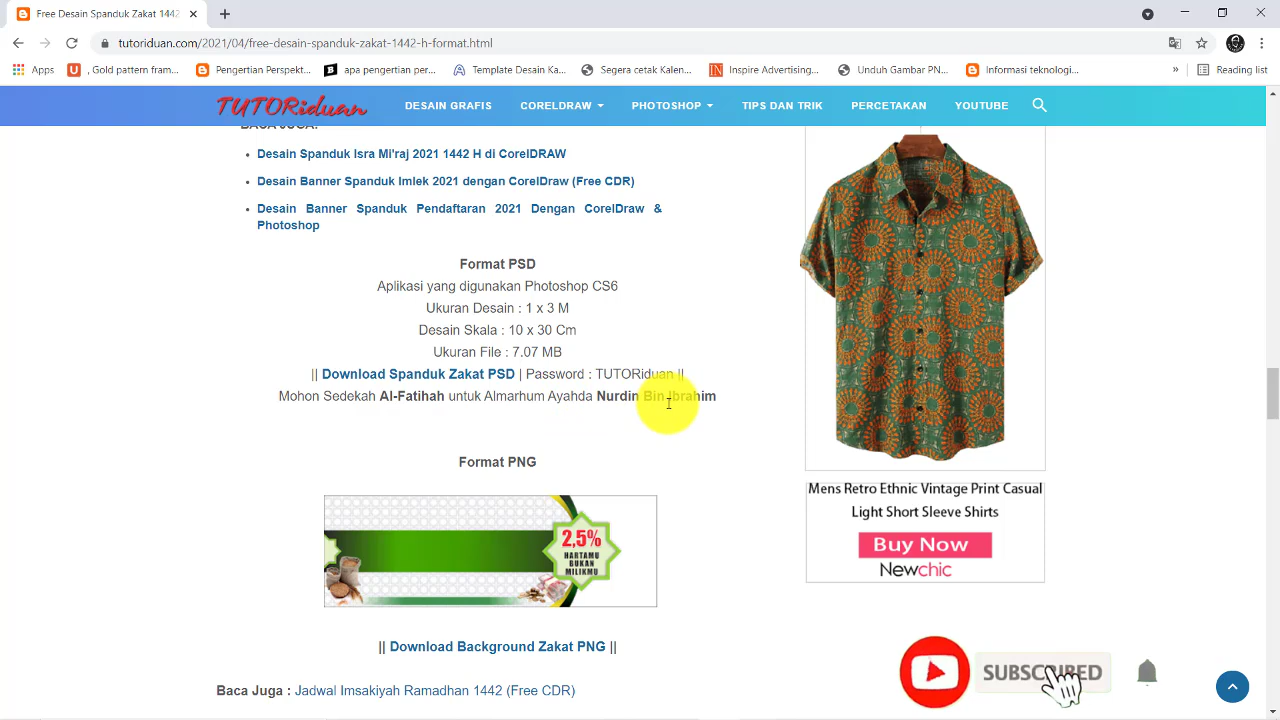 Free Desain Spanduk Zakat 1442
tutoriduan.com/2021/04/free-desain-spanduk-zakat-1442-h-format.html
Apps
, Gold pattern fram...
Pengertian Perspekt...
apa pengertian per...
Template Desain Ka...
Segera cetak Kalen...
Inspire Advertising...
Unduh Gambar PN...
Informasi teknologi...
»
Reading list
TUTORiduan
DESAIN GRAFIS
CORELDRAW
PHOTOSHOP
TIPS DAN TRIK
PERCETAKAN
YOUTUBE
BACA JUGA:
• Desain Spanduk Isra Mi'raj 2021 1442 H di CorelDRAW
• Desain Banner Spanduk Imlek 2021 dengan CorelDraw (Free CDR)
• Desain Banner Spanduk Pendaftaran 2021 Dengan CorelDraw &
Photoshop
Format PSD
Aplikasi yang digunakan Photoshop CS6
Ukuran Desain : 1 x 3 M
Desain Skala : 10 x 30 Cm
Ukuran File : 7.07 MB
|| Download Spanduk Zakat PSD | Password : TUTORiduan ||
Mohon Sedekah Al-Fatihah untuk Almarhum Ayahda Nurdin Bin Ibrahim
Format PNG
2,5%
HARTAMU
BUKAN
MILIKMU
|| Download Background Zakat PNG ||
Baca Juga : Jadwal Imsakiyah Ramadhan 1442 (Free CDR)
Mens Retro Ethnic Vintage Print Casual
Light Short Sleeve Shirts
Buy Now
Newchic
SUBSCRIBED